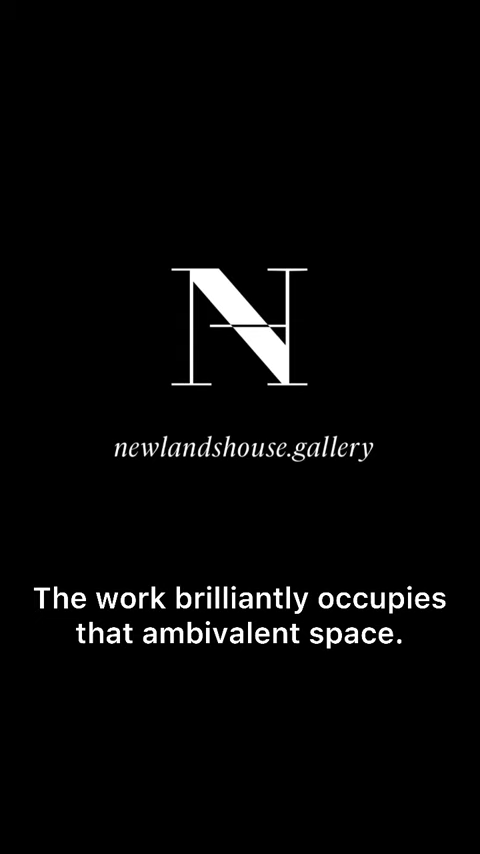 N
newlandshouse.gallery
The work brilliantly occupies
that ambivalent space.